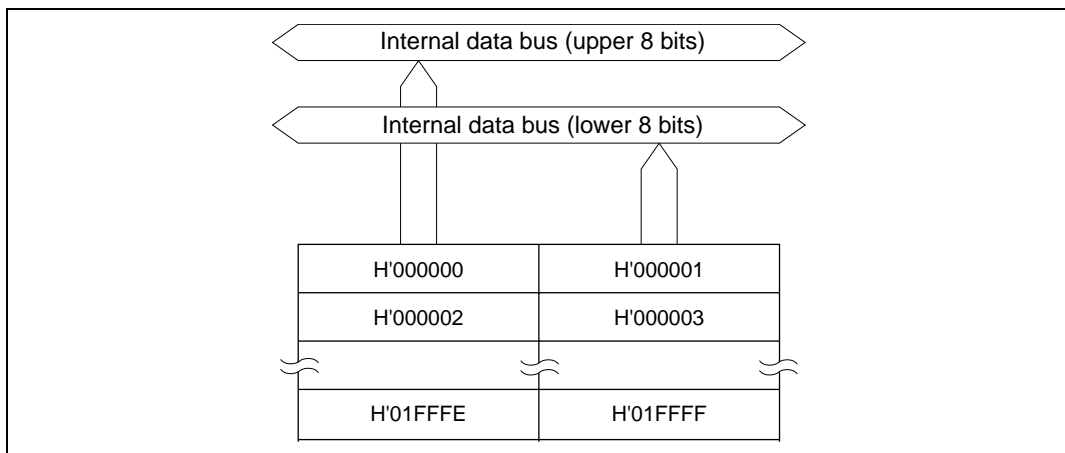 Internal data bus (upper 8 bits)
Internal data bus (lower 8 bits)
H'000000 H'000001
H'000002 H'000003
H'01FFFE H'01FFFF